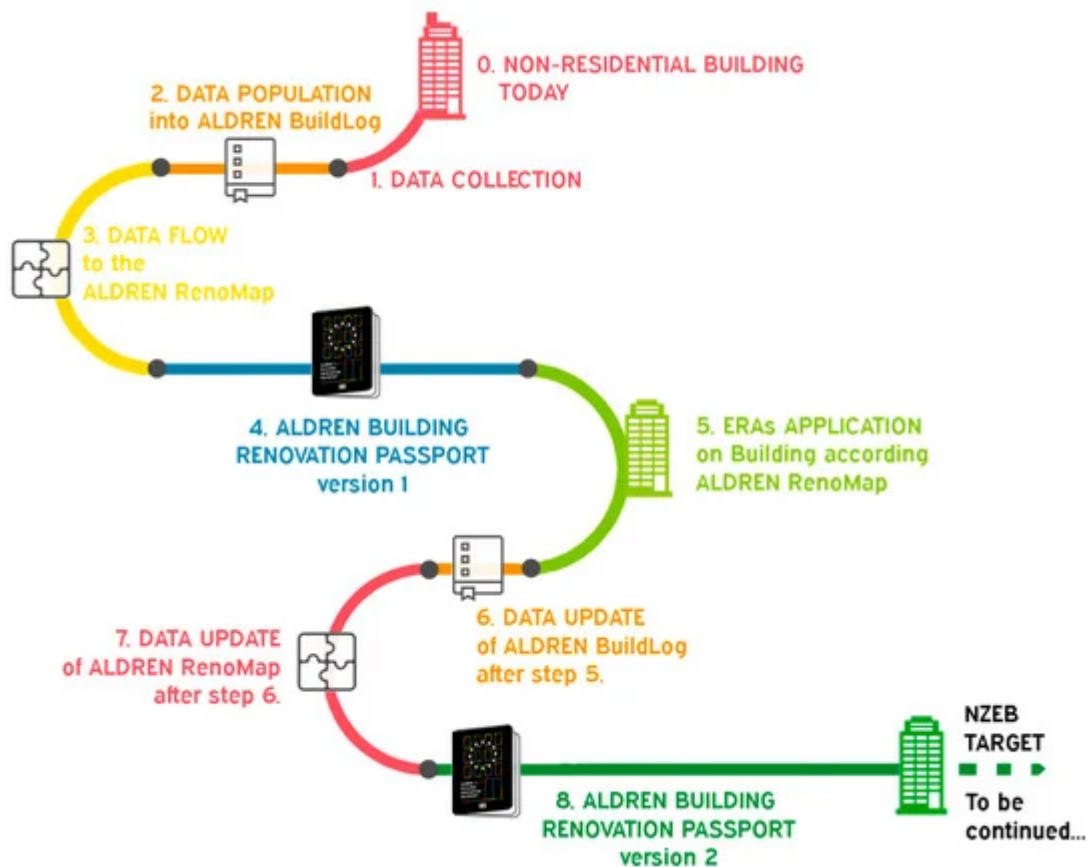 0. NON-RESIDENTIAL BUILDING
TODAY
2. DATA POPULATION
into ALDREN BuildLog
1. DATA COLLECTION
3. DATA FLOW
to the
ALDREN RenoMap
4. ALDREN BUILDING
RENOVATION PASSPORT
version 1
5. ERAs APPLICATION
on Building according
ALDREN RenoMap
6. DATA UPDATE
of ALDREN BuildLog
after step 5.
7. DATA UPDATE
of ALDREN RenoMap
after step 6.
NZEB
TARGET
To be
continued...
8. ALDREN BUILDING
RENOVATION PASSPORT
version 2